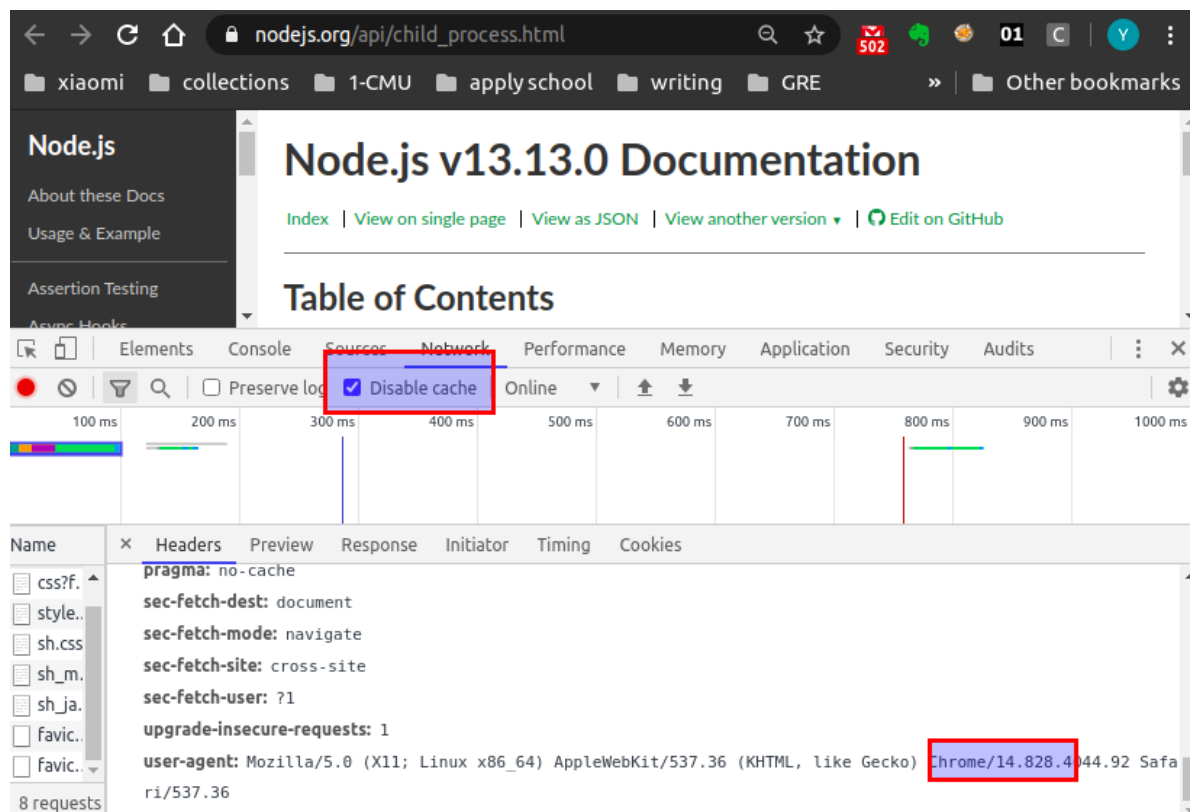 nodejs.org/api/child_process.html
502
01
C
Y
xiaomi collections 1-CMU apply school writing GRE » Other bookmarks
Node.js
About these Docs
Usage & Example
Assertion Testing
Async Hooks
Node.js v13.13.0 Documentation
Index | View on single page | View as JSON | View another version ▼ | Edit on GitHub
Table of Contents
Elements Console Sources Network Performance Memory Application Security Audits
Preserve log Disable cache Online ▼
100 ms 200 ms 300 ms 400 ms 500 ms 600 ms 700 ms 800 ms 900 ms 1000 ms
Name × Headers Preview Response Initiator Timing Cookies
css?f.
style..
sh.css
sh_m.
sh_ja.
favic..
favic..
8 requests
pragma: no-cache
sec-fetch-dest: document
sec-fetch-mode: navigate
sec-fetch-site: cross-site
sec-fetch-user: ?1
upgrade-insecure-requests: 1
user-agent: Mozilla/5.0 (X11; Linux x86_64) AppleWebKit/537.36 (KHTML, like Gecko) Chrome/14.828.4044.92 Safa
ri/537.36